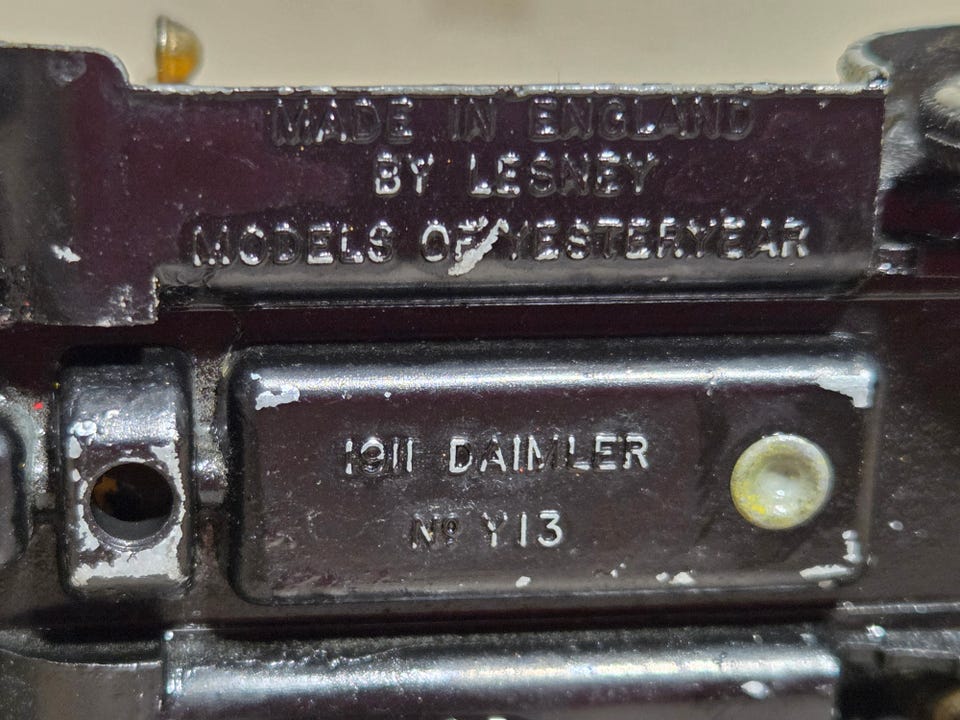 MADE IN ENGLAND
BY LESNEY
MODELS OF YESTERYEAR
1911 DAIMLER
Nº Y13